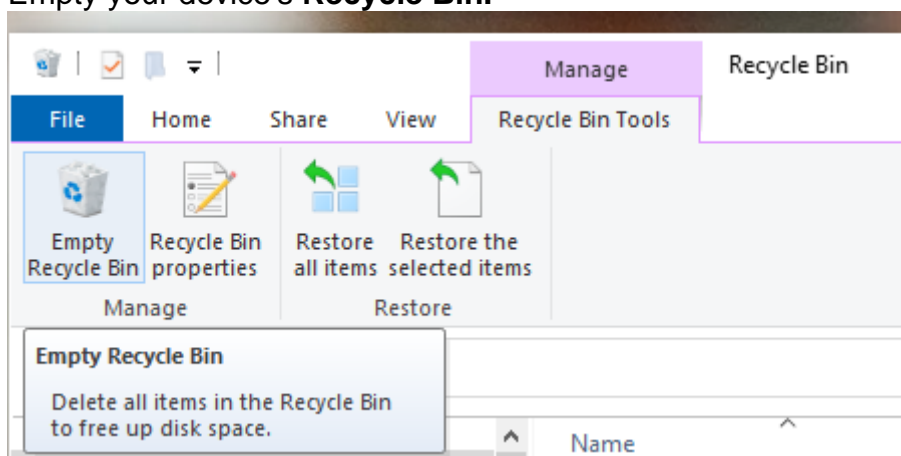 Empty your device's Recycle Bin.
Manage Recycle Bin
File Home Share View Recycle Bin Tools
Empty Recycle Bin Restore Restore the
Recycle Bin properties all items selected items
Manage Restore
Empty Recycle Bin
Delete all items in the Recycle Bin
to free up disk space.
Name